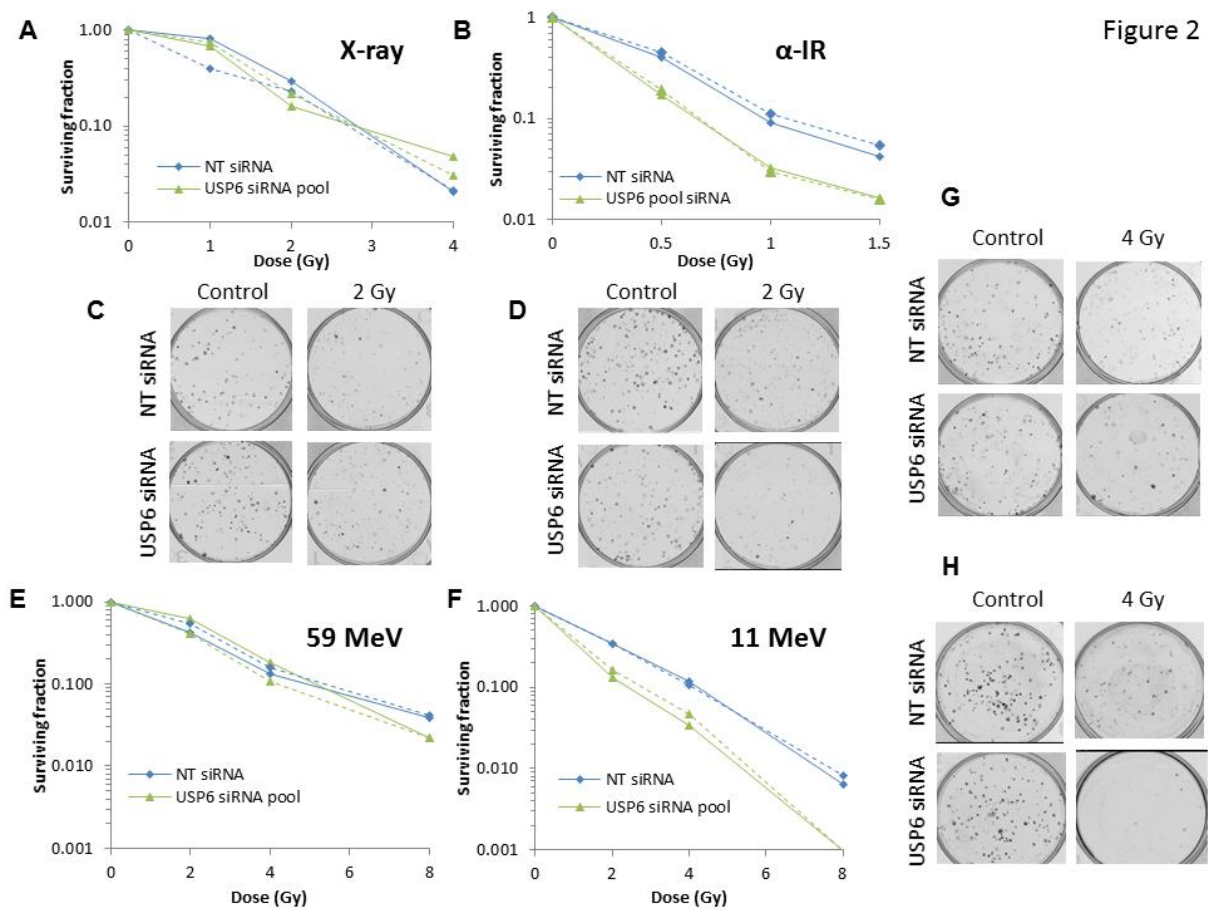 Figure 2
A
X-ray
Surviving fraction
1.00
0.10
0.01
NT siRNA
USP6 siRNA pool
0 1 2 3 4
Dose (Gy)
B
α-IR
Surviving fraction
1
0.1
0.01
NT siRNA
USP6 pool siRNA
0 0.5 1 1.5
Dose (Gy)
C
Control 2 Gy
NT siRNA
USP6 siRNA
D
Control 2 Gy
NT siRNA
USP6 siRNA
G
Control 4 Gy
NT siRNA
USP6 siRNA
E
59 MeV
Surviving fraction
1.000
0.100
0.010
0.001
NT siRNA
USP6 siRNA pool
0 2 4 6 8
Dose (Gy)
F
11 MeV
Surviving fraction
1.000
0.100
0.010
0.001
NT siRNA
USP6 siRNA pool
0 2 4 6 8
Dose (Gy)
H
Control 4 Gy
NT siRNA
USP6 siRNA